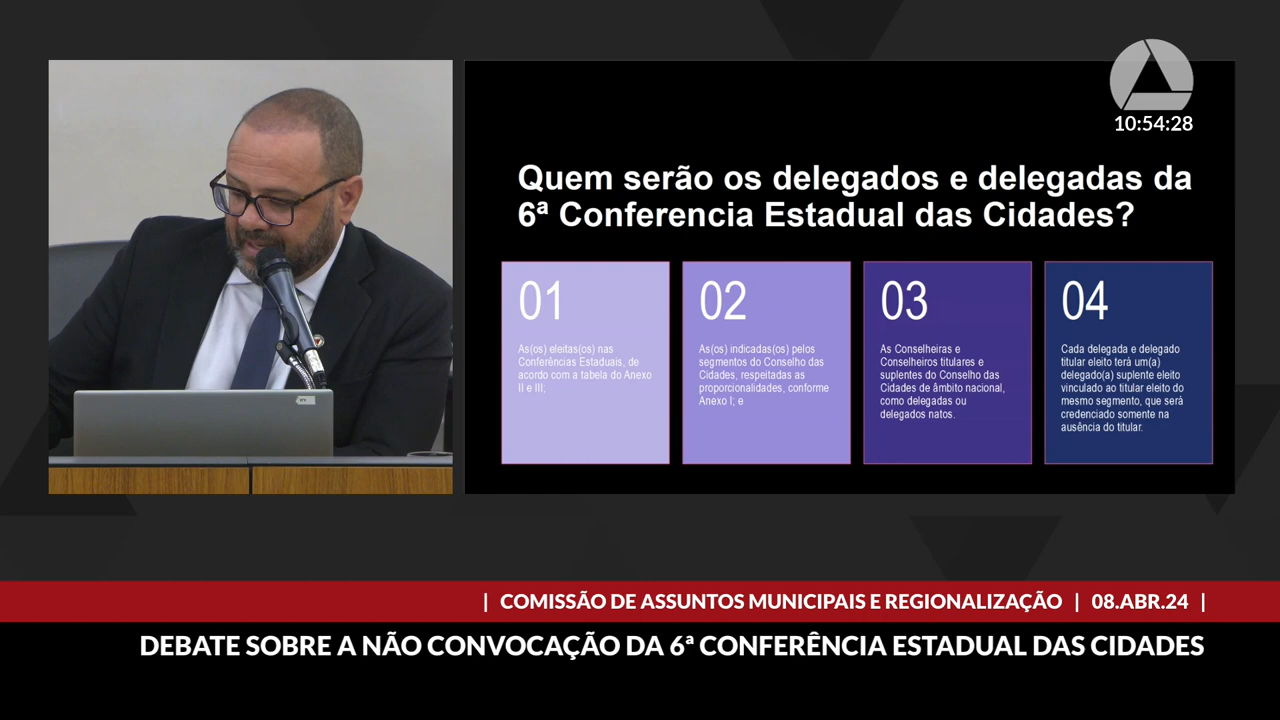 10:54:28
Quem serão os delegados e delegadas da
6ª Conferencia Estadual das Cidades?
01
As(os) eleitas(os) nas
Conferências Estaduais, de
acordo com a tabela do Anexo
II e III;
02
As(os) indicadas(os) pelos
segmentos do Conselho das
Cidades, respeitadas as
proporcionalidades, conforme
Anexo I; e
03
As Conselheiras e
Conselheiros titulares e
suplentes do Conselho das
Cidades de âmbito nacional,
como delegadas ou
delegados natos.
04
Cada delegada e delegado
titular eleito terá um(a)
delegado(a) suplente eleito
vinculado ao titular eleito do
mesmo segmento, que será
credenciado somente na
ausência do titular.
| COMISSÃO DE ASSUNTOS MUNICIPAIS E REGIONALIZAÇÃO | 08.ABR.24 |
DEBATE SOBRE A NÃO CONVOCAÇÃO DA 6ª CONFERÊNCIA ESTADUAL DAS CIDADES